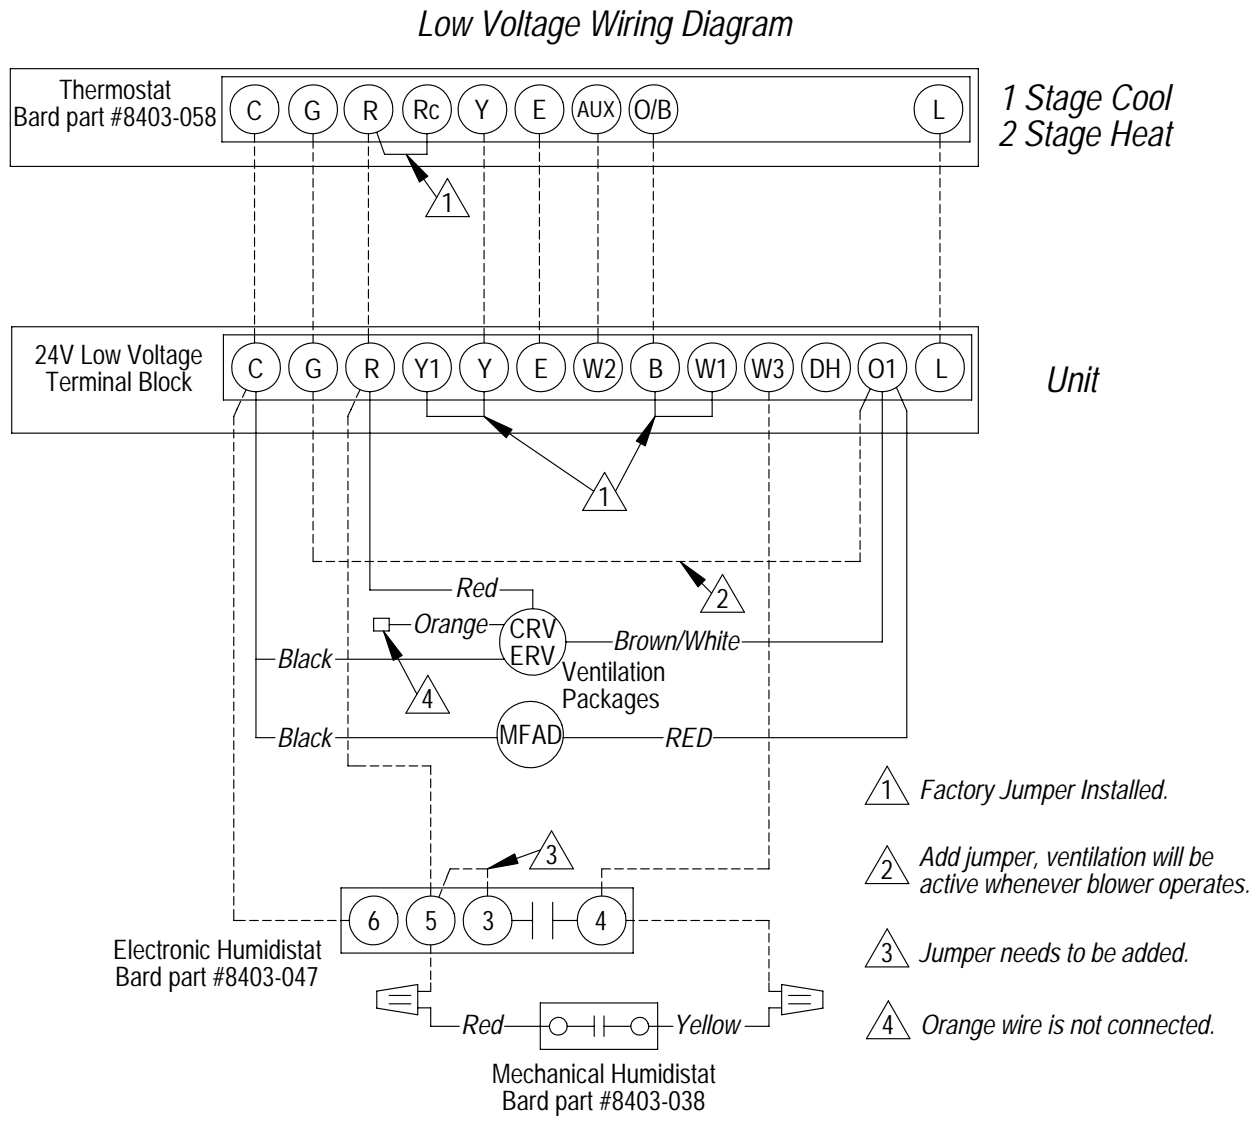 Low Voltage Wiring Diagram
Thermostat
Bard part #8403-058
C G R Rc Y E AUX O/B L
1 Stage Cool
2 Stage Heat
1
24V Low Voltage
Terminal Block
C G R Y1 Y E W2 B W1 W3 DH O1 L
Unit
1
2
Red
Orange
CRV
ERV
Brown/White
Black
Ventilation
Packages
4
Black
MFAD
RED
1 Factory Jumper Installed.
2 Add jumper, ventilation will be
active whenever blower operates.
3
6 5 3 4
Electronic Humidistat
Bard part #8403-047
3 Jumper needs to be added.
4 Orange wire is not connected.
Red
Yellow
Mechanical Humidistat
Bard part #8403-038